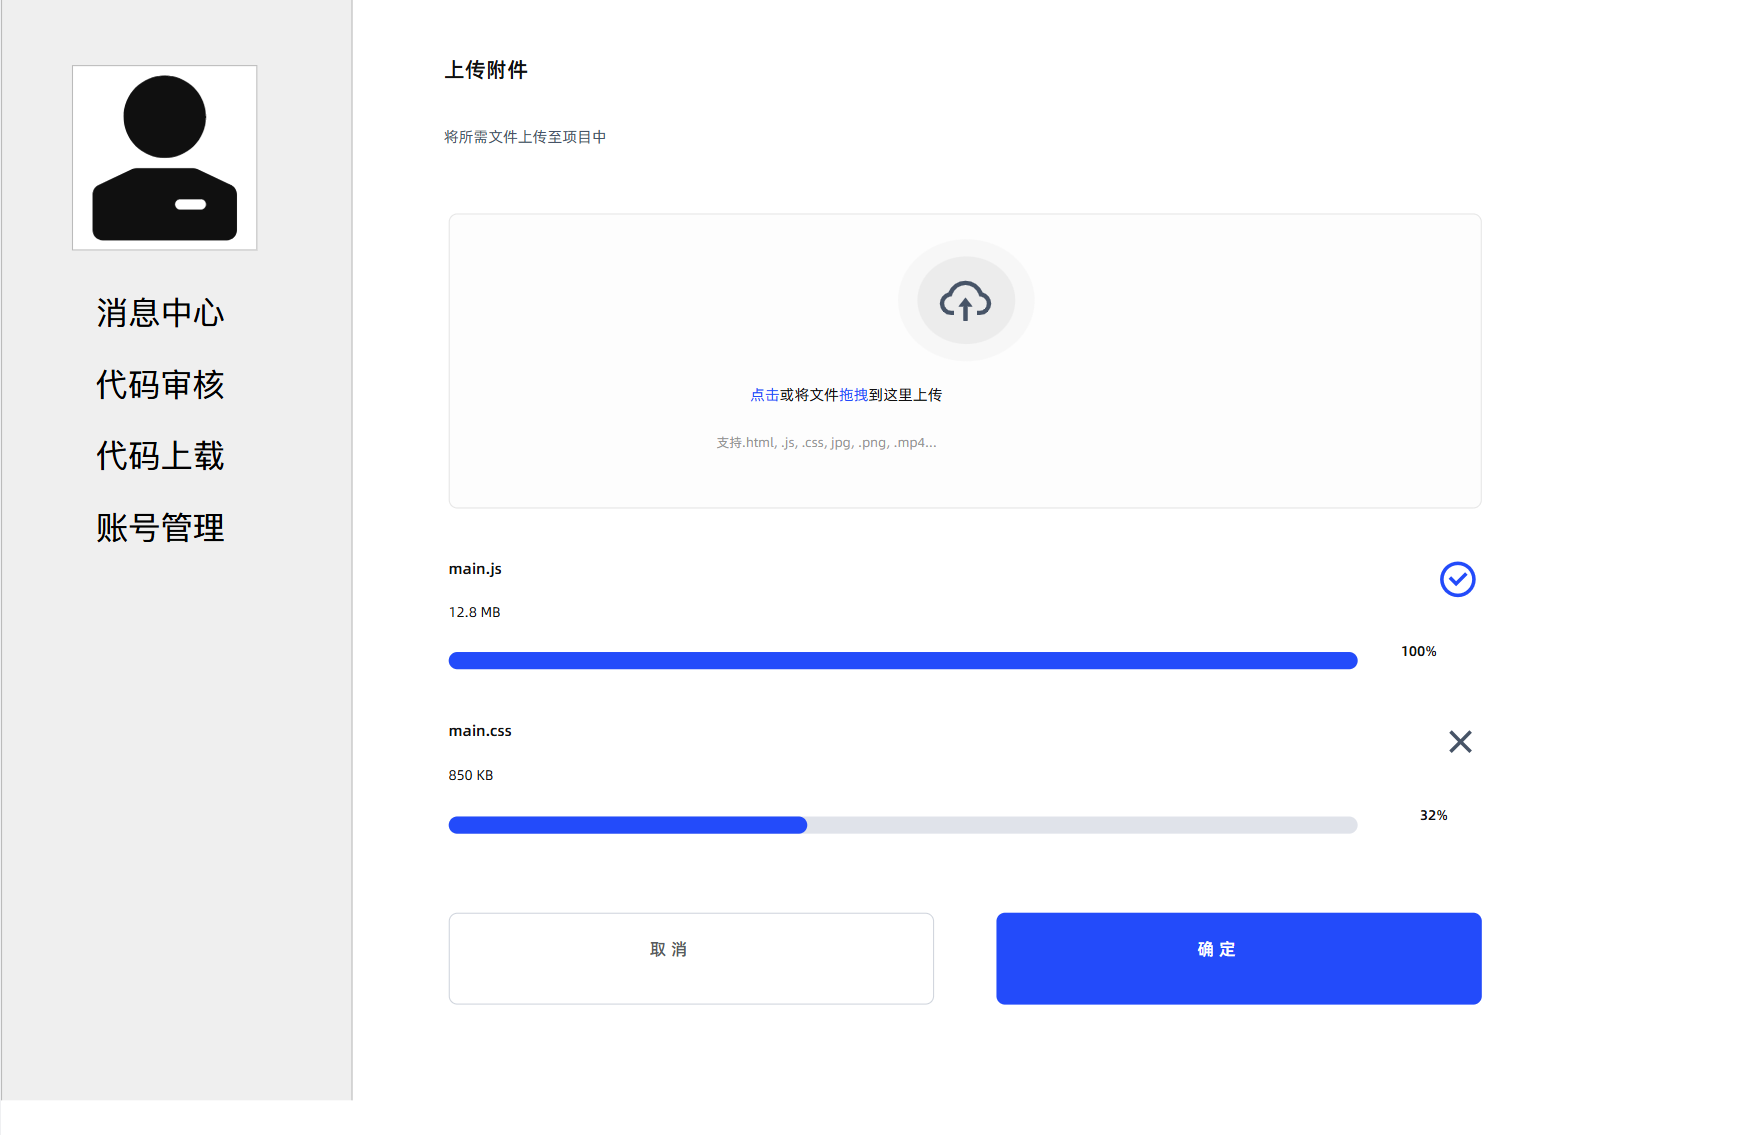 消息中心
代码审核
代码上载
账号管理
上传附件
将所需文件上传至项目中
点击或将文件拖拽到这里上传
支持.html, .js, .css, jpg, .png, .mp4...
main.js
12.8 MB
100%
main.css
850 KB
32%
取 消
确 定